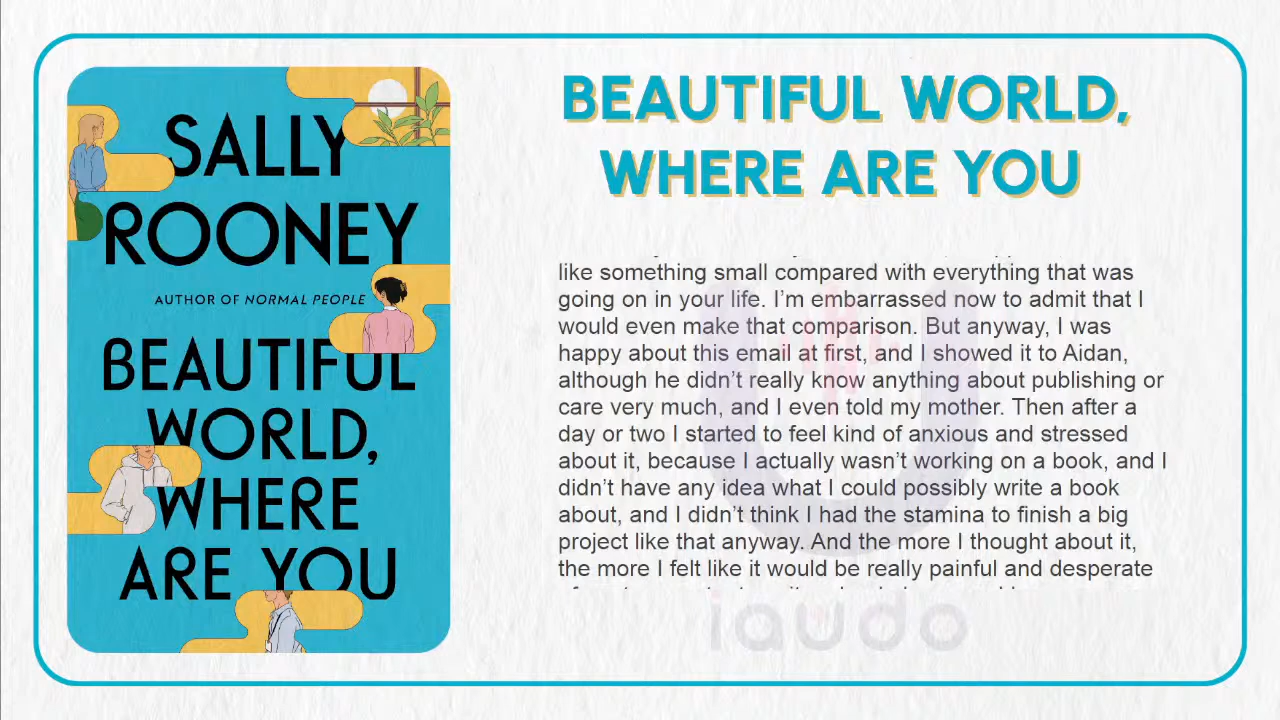 SALLY
ROONEY
AUTHOR OF NORMAL PEOPLE
BEAUTIFUL
WORLD,
WHERE
ARE YOU
BEAUTIFUL WORLD,
WHERE ARE YOU
like something small compared with everything that was
going on in your life. I’m embarrassed now to admit that I
would even make that comparison. But anyway, I was
happy about this email at first, and I showed it to Aidan,
although he didn’t really know anything about publishing or
care very much, and I even told my mother. Then after a
day or two I started to feel kind of anxious and stressed
about it, because I actually wasn’t working on a book, and I
didn’t have any idea what I could possibly write a book
about, and I didn’t think I had the stamina to finish a big
project like that anyway. And the more I thought about it,
the more I felt like it would be really painful and desperate
iaudo